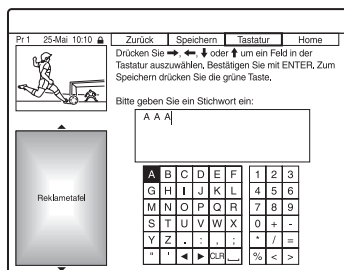 Pr 1 25-Mai 10:10 Zurück Speichern Tastatur Home
Drücken Sie ➡, ⬅, ⬇ oder ⬆ um ein Feld in der
Tastatur auszuwählen. Bestätigen Sie mit ENTER. Zum
Speichern drücken Sie die grüne Taste.
Bitte geben Sie ein Stichwort ein:
A A A
Reklametafel
A B C D E F 1 2 3
G H I J K L 4 5 6
M N O P Q R 7 8 9
S T U V W X 0 + -
Y Z . : , ; * / =
" ' ◀ ▶ CLR % < >